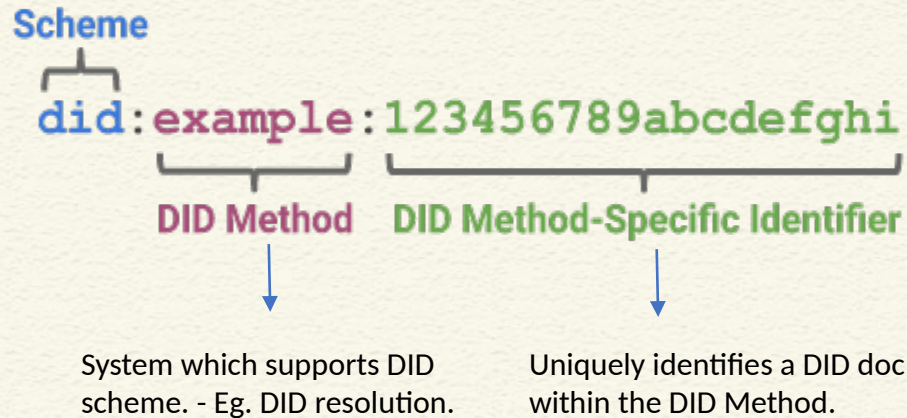 Scheme
did:example:123456789abcdefghi
DID Method DID Method-Specific Identifier
System which supports DID
scheme. - Eg. DID resolution.
Uniquely identifies a DID doc
within the DID Method.